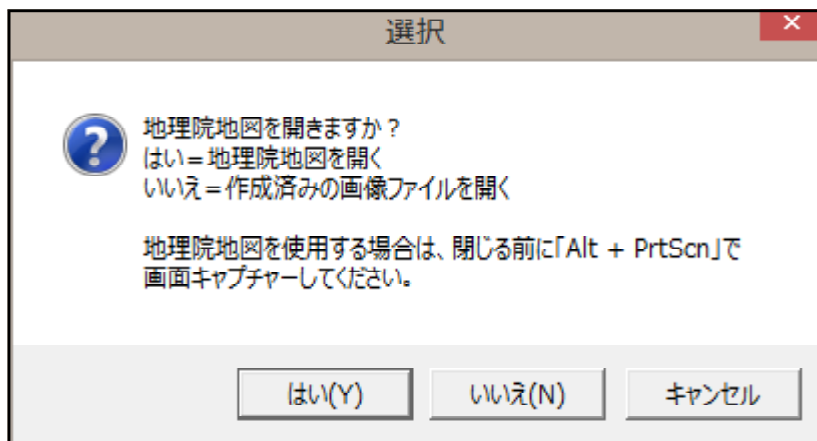 選択
地理院地図を開きますか？
はい＝地理院地図を開く
いいえ＝作成済みの画像ファイルを開く
地理院地図を使用する場合は、閉じる前に「Alt + PrtScn」で
画面キャプチャーしてください。
はい(Y)
いいえ(N)
キャンセル